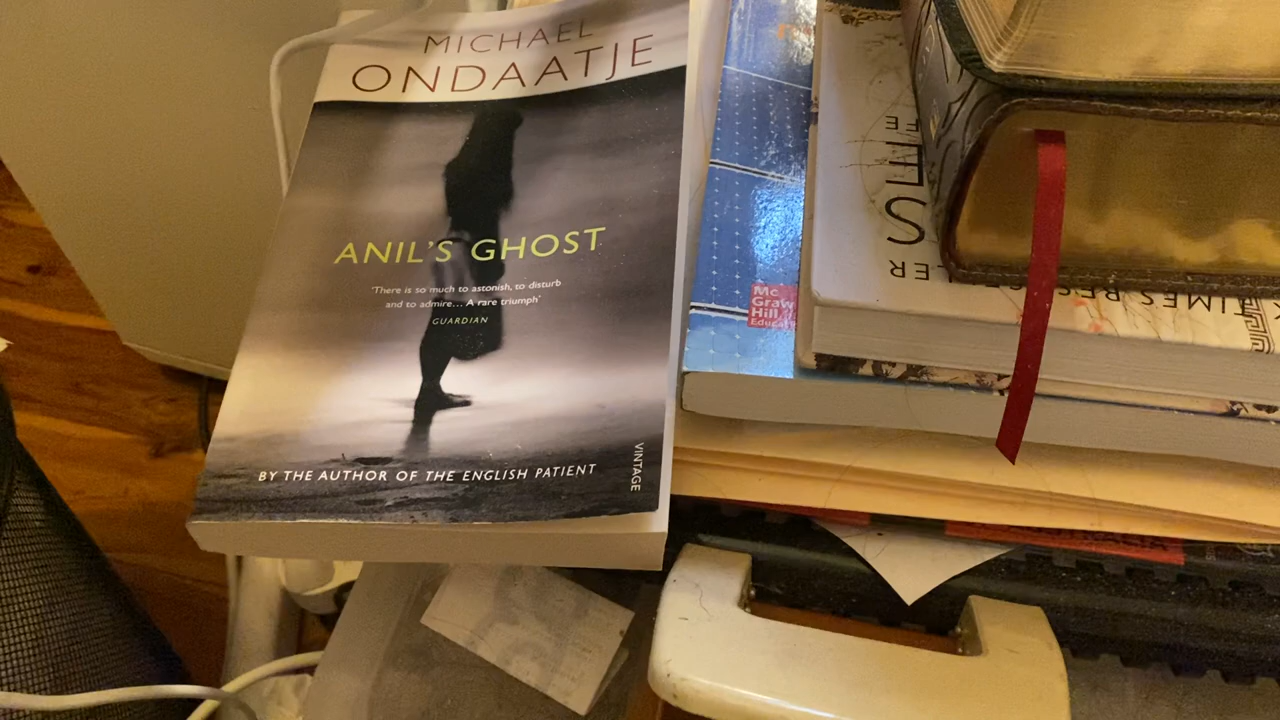 MICHAEL
ONDAATJE
ANIL'S GHOST
'There is so much to astonish, to disturb
and to admire... A rare triumph'
GUARDIAN
BY THE AUTHOR OF THE ENGLISH PATIENT
VINTAGE
Mc
Graw
Hill
TIMES